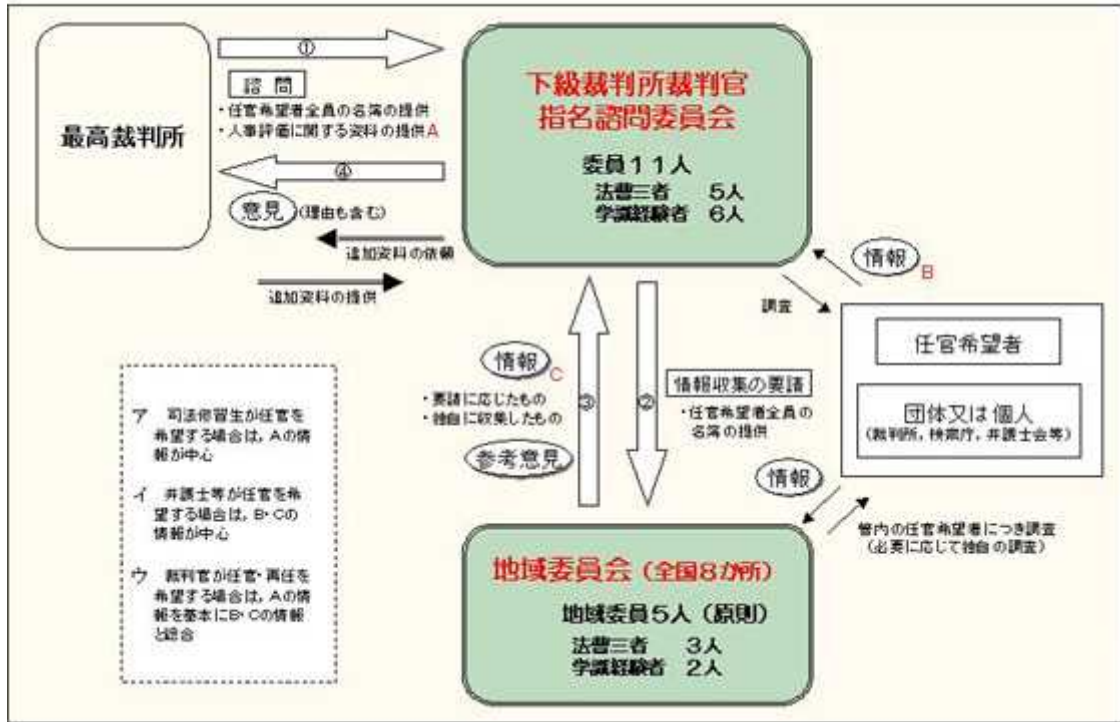 最高裁判所
①
諮問
・任官希望者全員の名簿の提供
・人事評価に関する資料の提供A
④
意見(理由も含む)
追加資料の依頼
追加資料の提供
下級裁判所裁判官
指名諮問委員会
委員11人
法曹三者 5人
学識経験者 6人
情報B
調査
任官希望者
団体又は個人
(裁判所,検察庁,弁護士会等)
情報C
・要請に応じたもの
・独自に収集したもの
参考意見
③
②
情報収集の要請
・任官希望者全員の
名簿の提供
情報
管内の任官希望者につき調査
(必要に応じて独自の調査)
ア 司法修習生が任官を
希望する場合は,Aの情
報が中心
イ 弁護士等が任官を希
望する場合は,B・Cの
情報が中心
ウ 裁判官が任官・再任を
希望する場合は,Aの情
報を基本にB・Cの情報
と総合
地域委員会(全国8か所)
地域委員5人(原則)
法曹三者 3人
学識経験者 2人